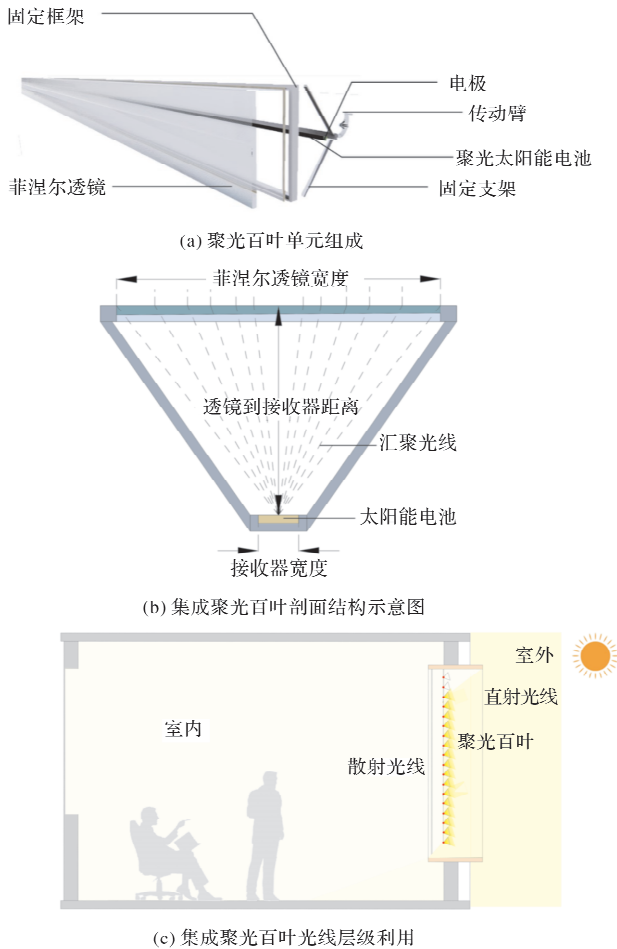 固定框架
电极
传动臂
聚光太阳能电池
菲涅尔透镜
固定支架
(a) 聚光百叶单元组成
菲涅尔透镜宽度
透镜到接收器距离
汇聚光线
太阳能电池
接收器宽度
(b) 集成聚光百叶剖面结构示意图
室外
直射光线
室内
聚光百叶
散射光线
(c) 集成聚光百叶光线层级利用